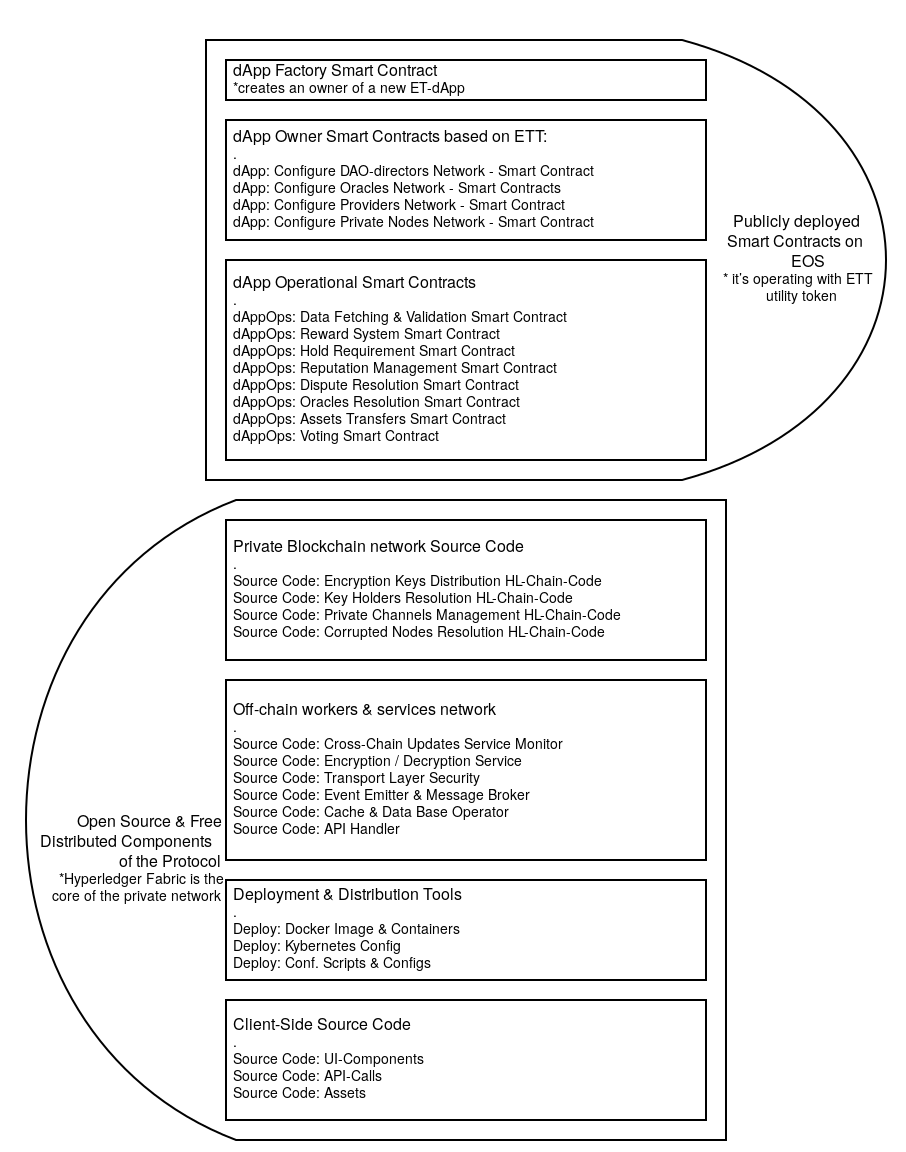 dApp Factory Smart Contract
*creates an owner of a new ET-dApp
dApp Owner Smart Contracts based on ETT:
.
dApp: Configure DAO-directors Network - Smart Contract
dApp: Configure Oracles Network - Smart Contracts
dApp: Configure Providers Network - Smart Contract
dApp: Configure Private Nodes Network - Smart Contract
dApp Operational Smart Contracts
.
dAppOps: Data Fetching & Validation Smart Contract
dAppOps: Reward System Smart Contract
dAppOps: Hold Requirement Smart Contract
dAppOps: Reputation Management Smart Contract
dAppOps: Dispute Resolution Smart Contract
dAppOps: Oracles Resolution Smart Contract
dAppOps: Assets Transfers Smart Contract
dAppOps: Voting Smart Contract
Publicly deployed
Smart Contracts on
EOS
* it's operating with ETT
utility token
Private Blockchain network Source Code
.
Source Code: Encryption Keys Distribution HL-Chain-Code
Source Code: Key Holders Resolution HL-Chain-Code
Source Code: Private Channels Management HL-Chain-Code
Source Code: Corrupted Nodes Resolution HL-Chain-Code
Off-chain workers & services network
.
Source Code: Cross-Chain Updates Service Monitor
Source Code: Encryption / Decryption Service
Source Code: Transport Layer Security
Source Code: Event Emitter & Message Broker
Source Code: Cache & Data Base Operator
Source Code: API Handler
Open Source & Free
Distributed Components
of the Protocol
*Hyperledger Fabric is the
core of the private network
Deployment & Distribution Tools
.
Deploy: Docker Image & Containers
Deploy: Kybernetes Config
Deploy: Conf. Scripts & Configs
Client-Side Source Code
.
Source Code: UI-Components
Source Code: API-Calls
Source Code: Assets